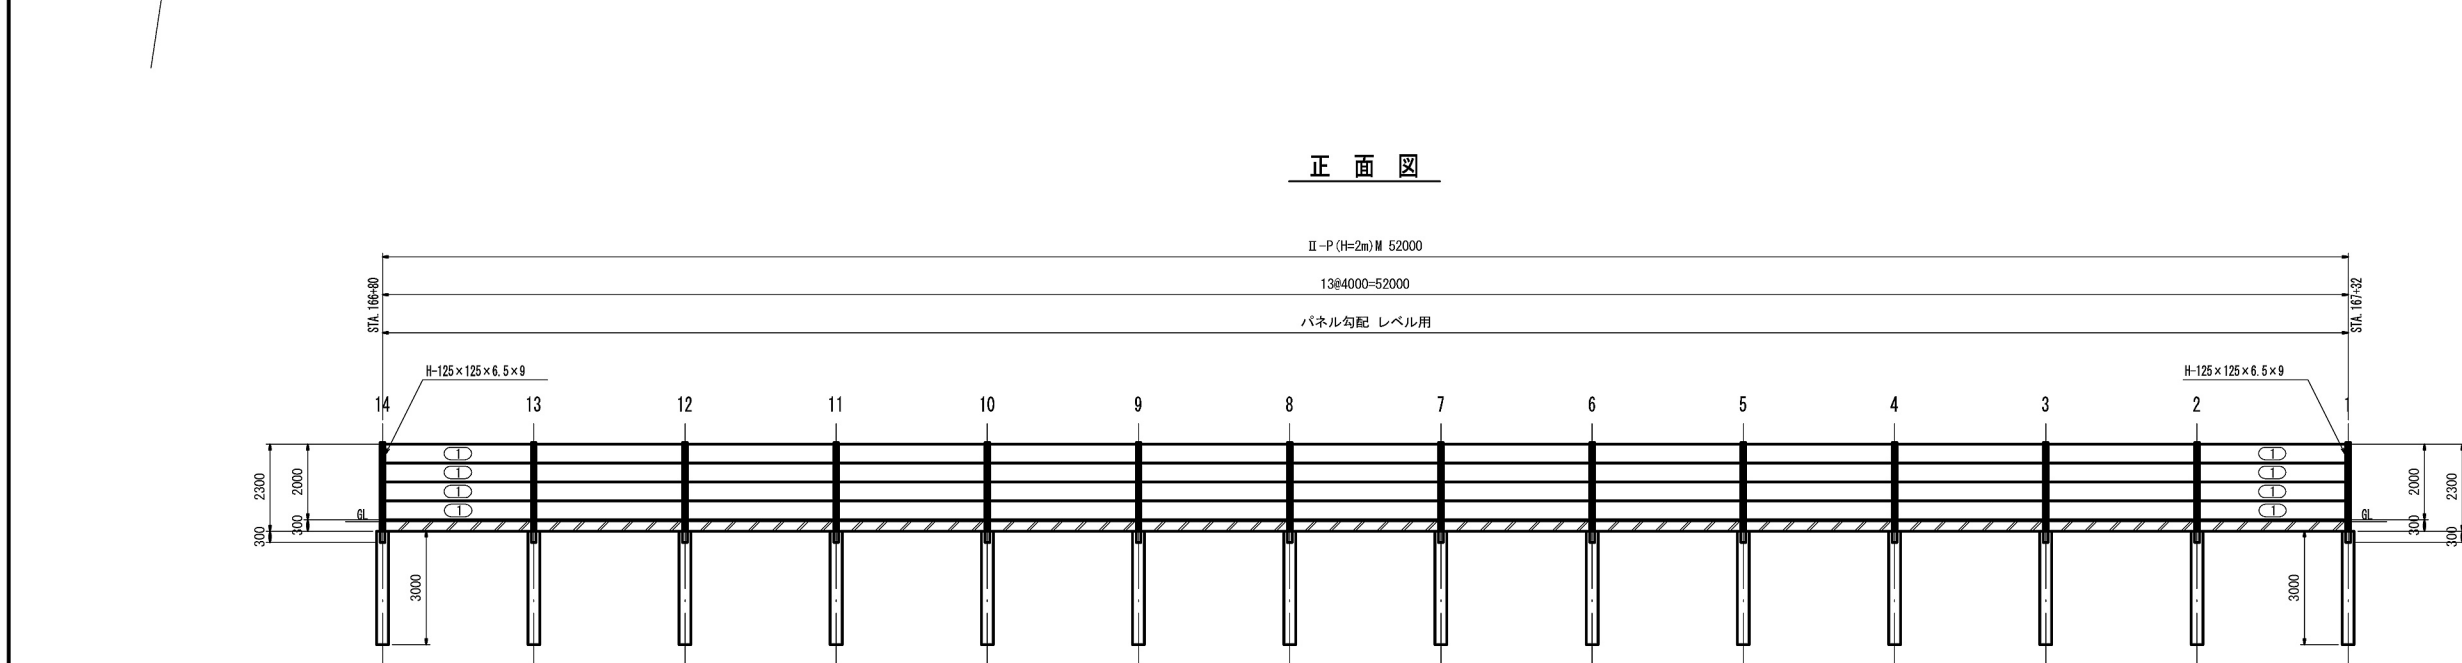 正 面 図
Ⅱ-P(H=2m)M 52000
13@4000=52000
パネル勾配 レベル用
STA.166+80
STA.167+32
H-125×125×6.5×9
H-125×125×6.5×9
14 13 12 11 10 9 8 7 6 5 4 3 2 1
1 1
1 1
1 1
1 1
2300 2000 2000 2300
GL GL
300 300 300 300
3000 3000